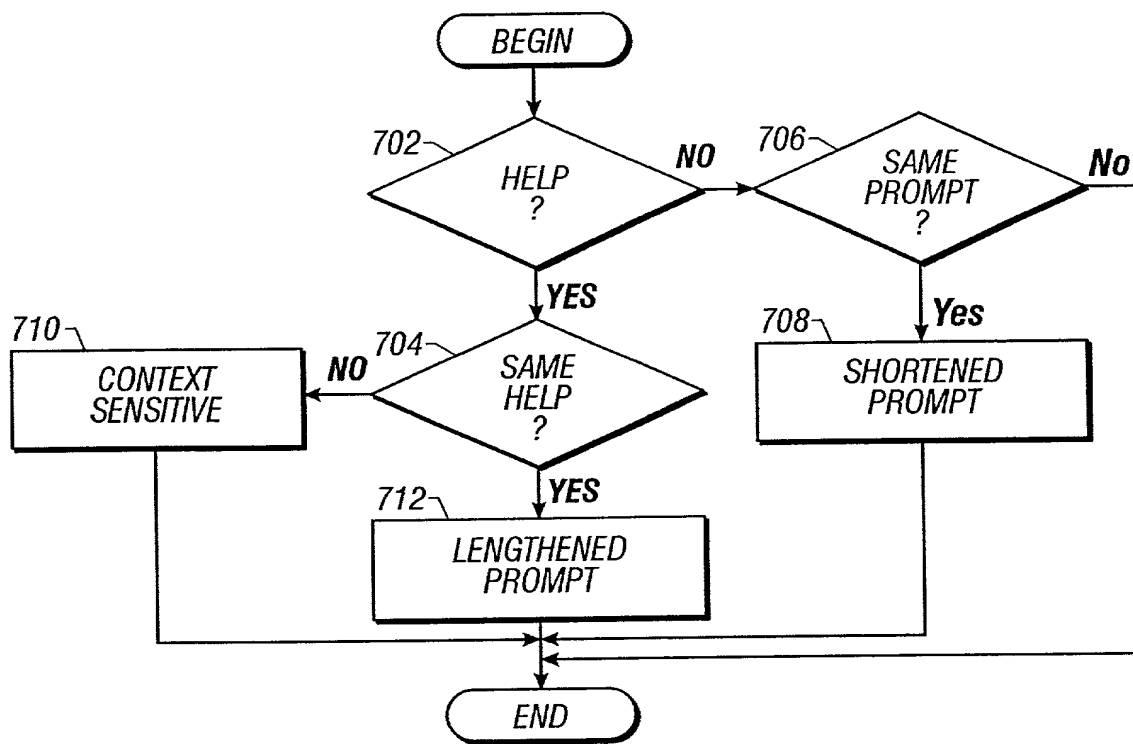 BEGIN
702
HELP
?
NO
706
SAME
PROMPT
?
No
YES
Yes
710
CONTEXT
SENSITIVE
NO
704
SAME
HELP
?
708
SHORTENED
PROMPT
YES
712
LENGTHENED
PROMPT
END